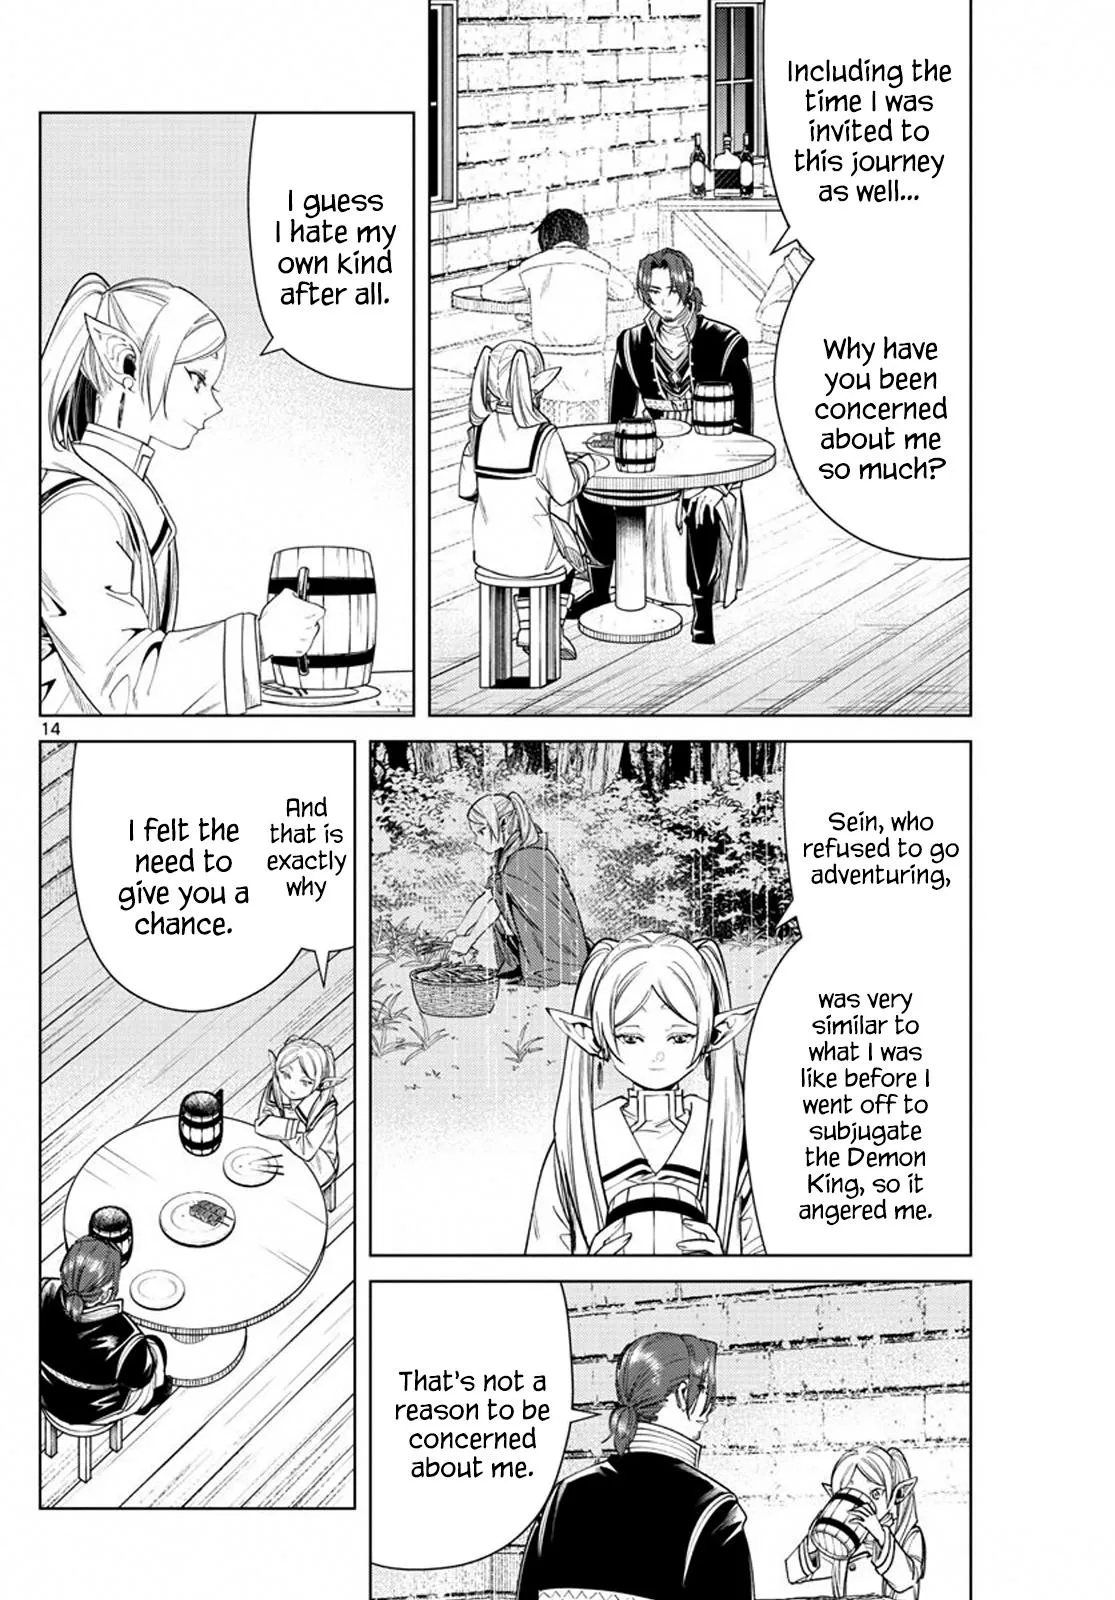 Including the
time I was
invited to
this journey
as well...
Why have
you been
concerned
about me
so much?
I guess
I hate my
own kind
after all.
14
Sein, who
refused to go
adventuring,
was very
similar to
what I was
like before I
went off to
subjugate
the Demon
King, so it
angered me.
And
that is
exactly
why
I felt the
need to
give you a
chance.
That's not a
reason to be
concerned
about me.